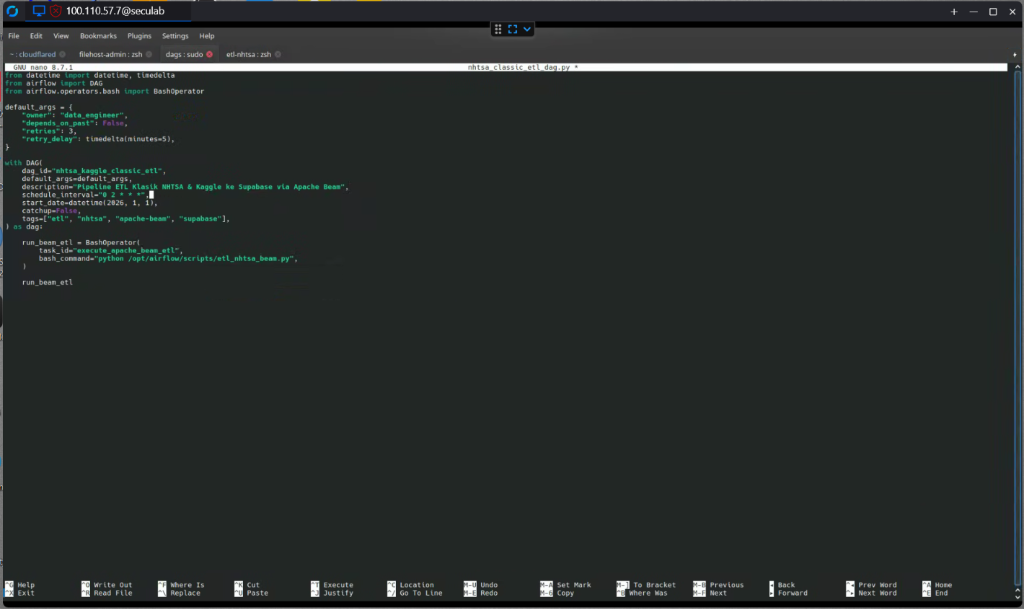 100.110.57.7@seculab
File Edit View Bookmarks Plugins Settings Help
~ : cloudflared
filehost-admin : zsh
dags : sudo
etl-nhtsa : zsh
GNU nano 8.7.1 nhtsa_classic_etl_dag.py *
from datetime import datetime, timedelta
from airflow import DAG
from airflow.operators.bash import BashOperator
default_args = {
"owner": "data_engineer",
"depends_on_past": False,
"retries": 3,
"retry_delay": timedelta(minutes=5),
}
with DAG(
dag_id="nhtsa_kaggle_classic_etl",
default_args=default_args,
description="Pipeline ETL Klasik NHTSA & Kaggle ke Supabase via Apache Beam",
schedule_interval="0 2 * * *",
start_date=datetime(2026, 1, 1),
catchup=False,
tags=["etl", "nhtsa", "apache-beam", "supabase"],
) as dag:
run_beam_etl = BashOperator(
task_id="execute_apache_beam_etl",
bash_command="python /opt/airflow/scripts/etl_nhtsa_beam.py",
)
run_beam_etl
^G Help ^O Write Out ^F Where Is ^K Cut ^T Execute ^C Location M-U Undo M-A Set Mark M-] To Bracket M-B Previous ◂ Back ^◂ Prev Word ^A Home
^X Exit ^R Read File ^\ Replace ^U Paste ^J Justify ^/ Go To Line M-E Redo M-6 Copy ^B Where Was M-F Next ▸ Forward ^▸ Next Word ^E End